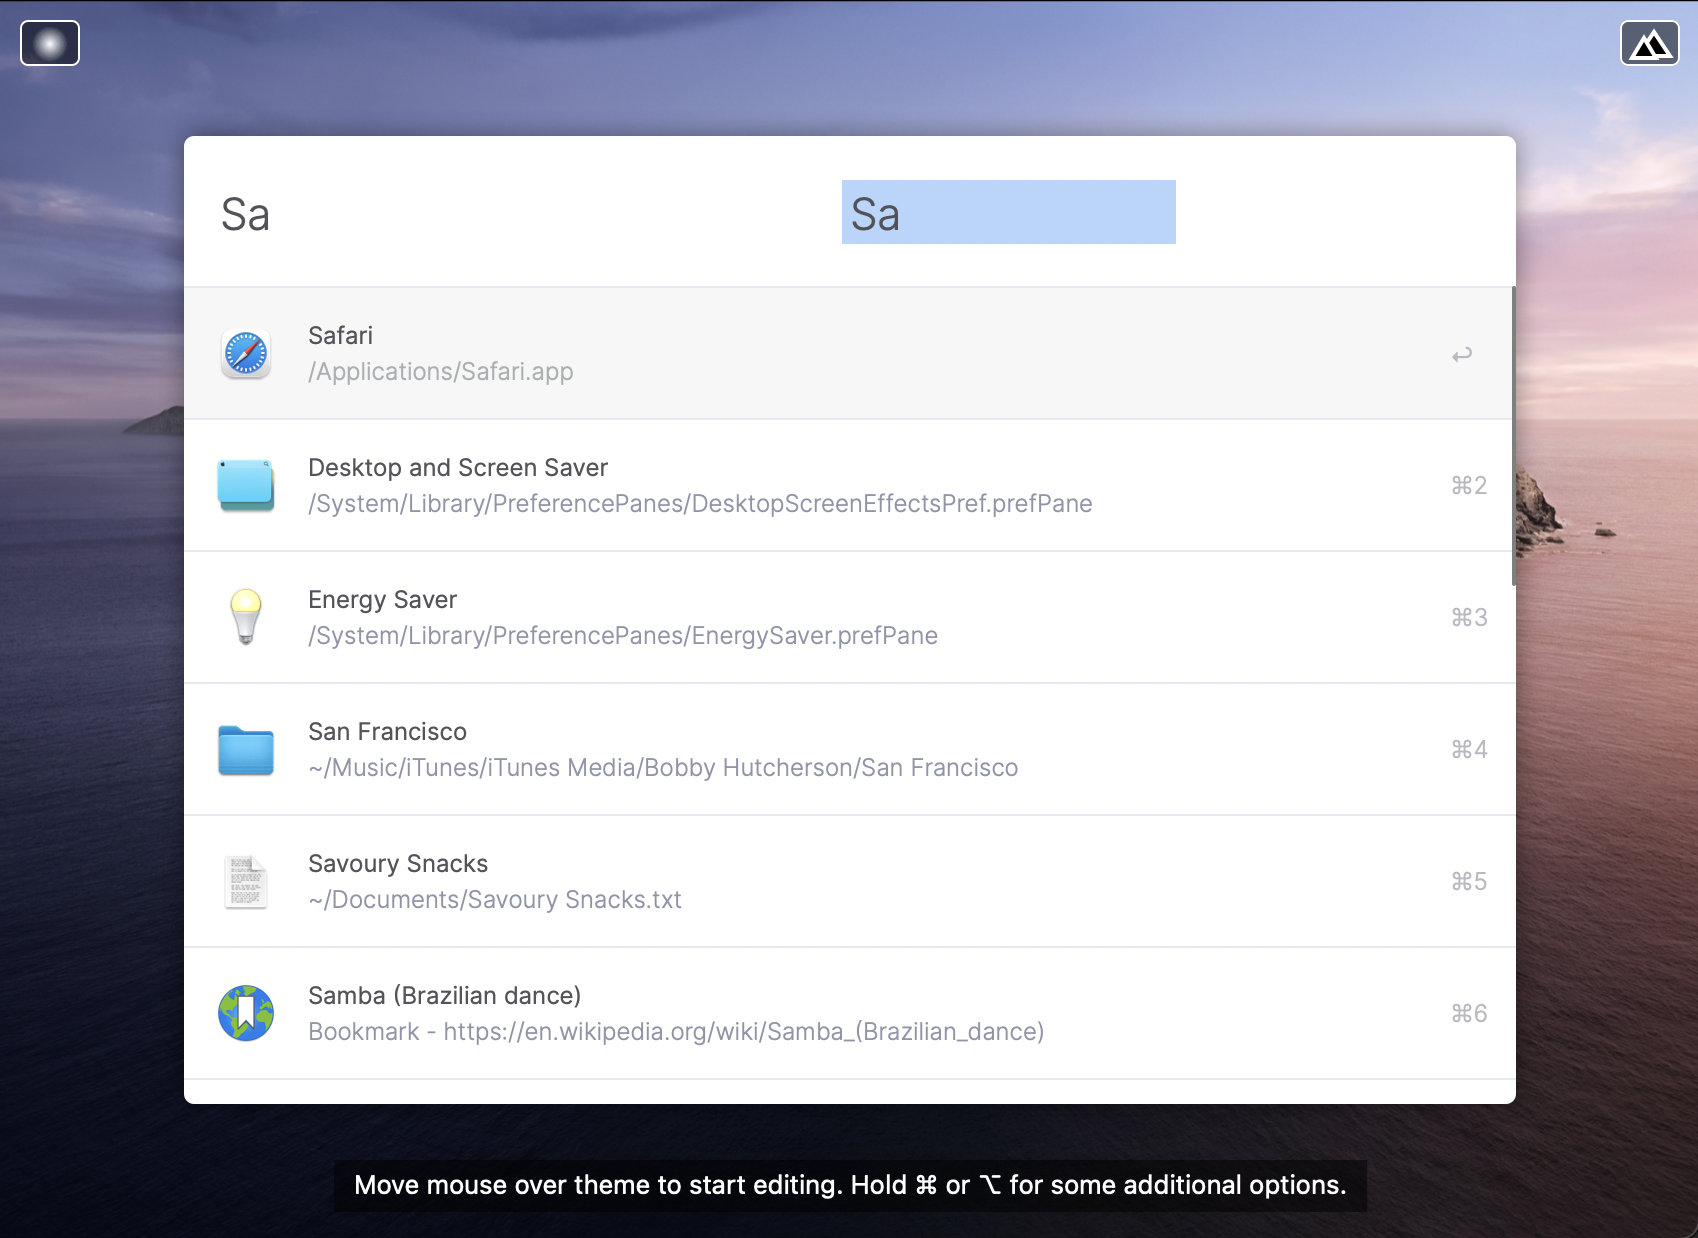 Sa Sa
Safari
/Applications/Safari.app
↩
Desktop and Screen Saver
/System/Library/PreferencePanes/DesktopScreenEffectsPref.prefPane
⌘2
Energy Saver
/System/Library/PreferencePanes/EnergySaver.prefPane
⌘3
San Francisco
~/Music/iTunes/iTunes Media/Bobby Hutcherson/San Francisco
⌘4
Savoury Snacks
~/Documents/Savoury Snacks.txt
⌘5
Samba (Brazilian dance)
Bookmark - https://en.wikipedia.org/wiki/Samba_(Brazilian_dance)
⌘6
Move mouse over theme to start editing. Hold ⌘ or ⌥ for some additional options.